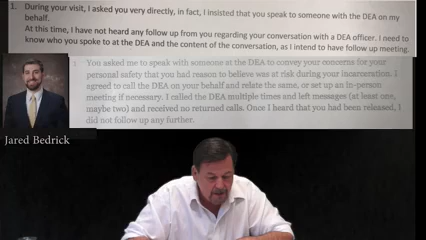 1. During your visit, I asked you very directly, in fact, I insisted that you speak to someone with the DEA on my
behalf.
At this time, I have not heard any follow up from you regarding your conversation with a DEA officer. I need to
know who you spoke to at the DEA and the content of the conversation, as I intend to have follow up meeting.
1. You asked me to speak with someone at the DEA to convey your concerns for your
personal safety that you had reason to believe was at risk during your incarceration. I
agreed to call the DEA on your behalf and relate the same, or set up an in-person
meeting if necessary. I called the DEA multiple times and left messages (at least one,
maybe two) and received no returned calls. Once I heard that you had been released, I
did not follow up any further.
Jared Bedrick